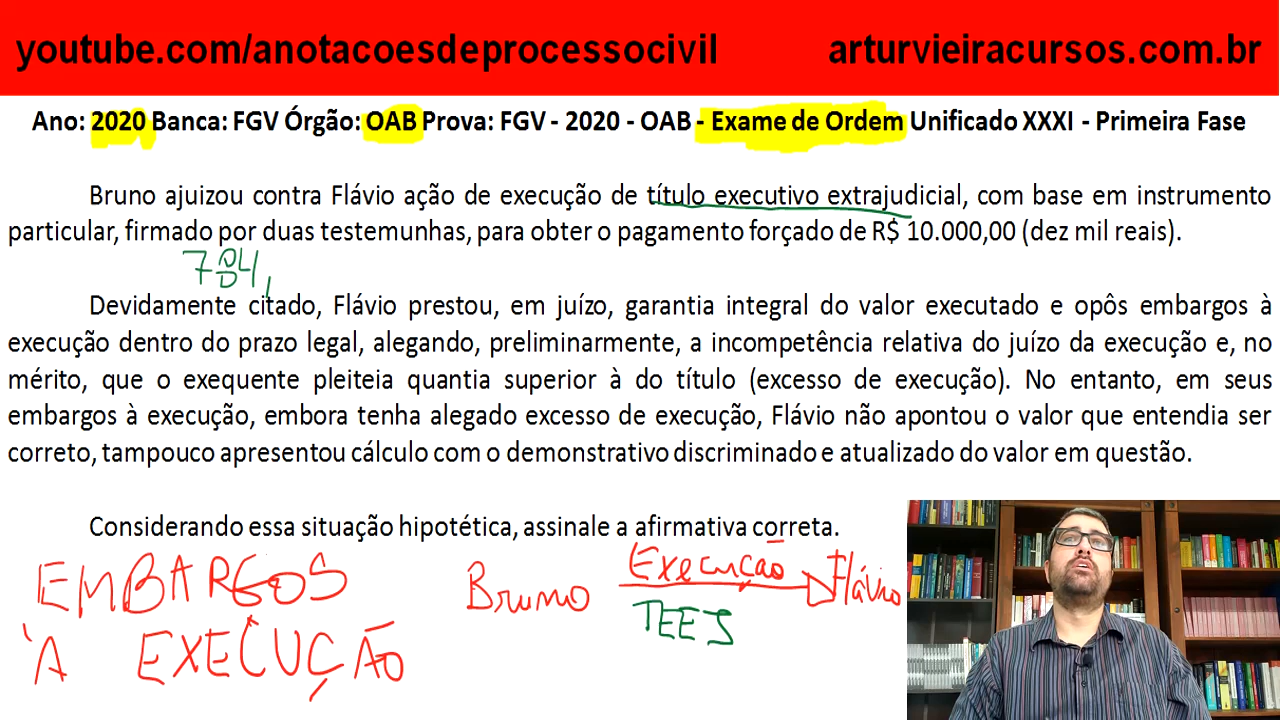 youtube.com/anotacoesdeprocessocivil arturvieiracursos.com.br
Ano: 2020 Banca: FGV Órgão: OAB Prova: FGV - 2020 - OAB - Exame de Ordem Unificado XXXI - Primeira Fase
Bruno ajuizou contra Flávio ação de execução de título executivo extrajudicial, com base em instrumento
particular, firmado por duas testemunhas, para obter o pagamento forçado de R$ 10.000,00 (dez mil reais).
784,
Devidamente citado, Flávio prestou, em juízo, garantia integral do valor executado e opôs embargos à
execução dentro do prazo legal, alegando, preliminarmente, a incompetência relativa do juízo da execução e, no
mérito, que o exequente pleiteia quantia superior à do título (excesso de execução). No entanto, em seus
embargos à execução, embora tenha alegado excesso de execução, Flávio não apontou o valor que entendia ser
correto, tampouco apresentou cálculo com o demonstrativo discriminado e atualizado do valor em questão.
Considerando essa situação hipotética, assinale a afirmativa correta.
EMBARGOS
À EXECUÇÃO
Bruno Execução Flávio
TEEJ